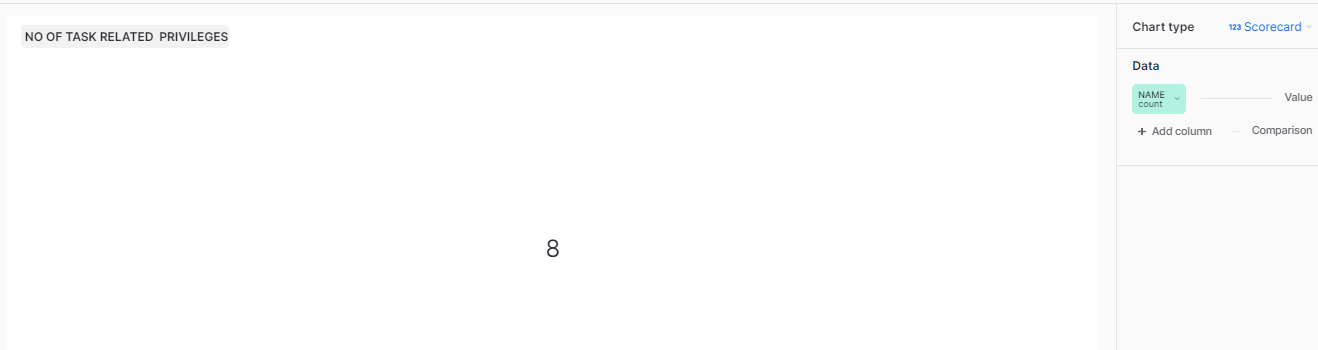 NO OF TASK RELATED  PRIVILEGES
8
Chart type
123 Scorecard
Data
NAME
count
Value
+ Add column
Comparison